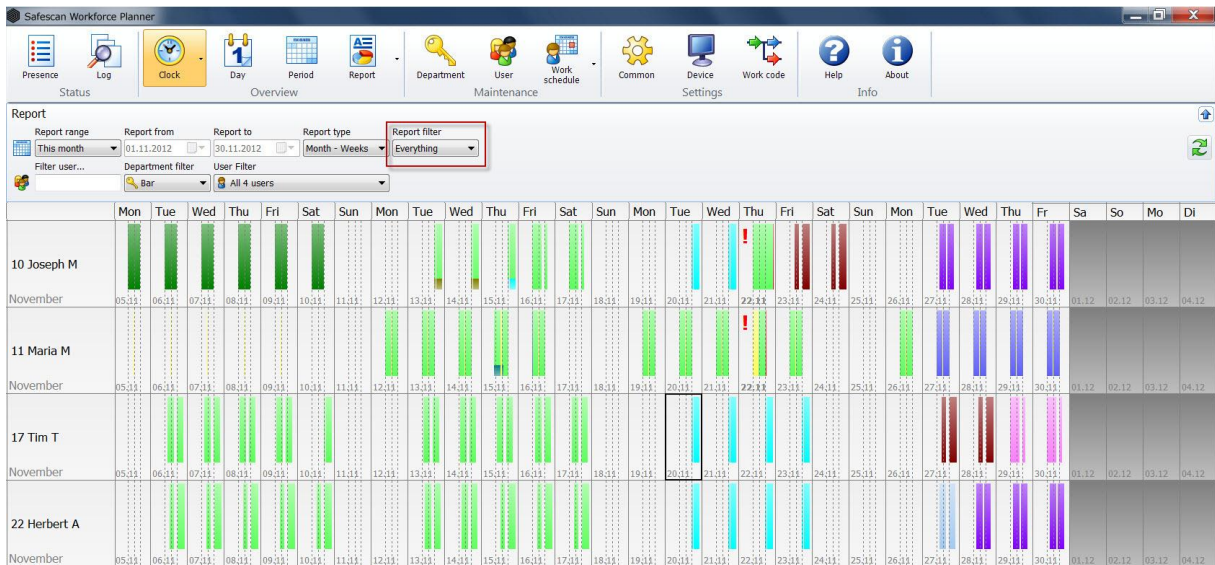 Safescan Workforce Planner
Presence Log Clock Day Period Report Department User Work schedule Common Device Work code Help About
Status Overview Maintenance Settings Info
Report
Report range Report from Report to Report type Report filter
This month 01.11.2012 30.11.2012 Month - Weeks Everything
Filter user... Department filter User Filter
Bar All 4 users
Mon Tue Wed Thu Fri Sat Sun Mon Tue Wed Thu Fri Sat Sun Mon Tue Wed Thu Fri Sat Sun Mon Tue Wed Thu Fr Sa So Mo Di
!
10 Joseph M
November 05.11 06.11 07.11 08.11 09.11 10.11 11.11 12.11 13.11 14.11 15.11 16.11 17.11 18.11 19.11 20.11 21.11 22.11 23.11 24.11 25.11 26.11 27.11 28.11 29.11 30.11 01.12 02.12 03.12 04.12
!
11 Maria M
November 05.11 06.11 07.11 08.11 09.11 10.11 11.11 12.11 13.11 14.11 15.11 16.11 17.11 18.11 19.11 20.11 21.11 22.11 23.11 24.11 25.11 26.11 27.11 28.11 29.11 30.11 01.12 02.12 03.12 04.12
17 Tim T
November 05.11 06.11 07.11 08.11 09.11 10.11 11.11 12.11 13.11 14.11 15.11 16.11 17.11 18.11 19.11 20.11 21.11 22.11 23.11 24.11 25.11 26.11 27.11 28.11 29.11 30.11 01.12 02.12 03.12 04.12
22 Herbert A
November 05.11 06.11 07.11 08.11 09.11 10.11 11.11 12.11 13.11 14.11 15.11 16.11 17.11 18.11 19.11 20.11 21.11 22.11 23.11 24.11 25.11 26.11 27.11 28.11 29.11 30.11 01.12 02.12 03.12 04.12